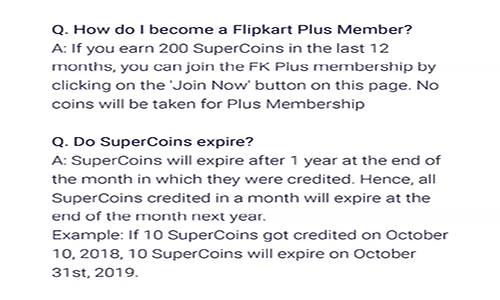 Q. How do I become a Flipkart Plus Member?
A: If you earn 200 SuperCoins in the last 12
months, you can join the FK Plus membership by
clicking on the 'Join Now' button on this page. No
coins will be taken for Plus Membership
Q. Do SuperCoins expire?
A: SuperCoins will expire after 1 year at the end of
the month in which they were credited. Hence, all
SuperCoins credited in a month will expire at the
end of the month next year.
Example: If 10 SuperCoins got credited on October
10, 2018, 10 SuperCoins will expire on October
31st, 2019.